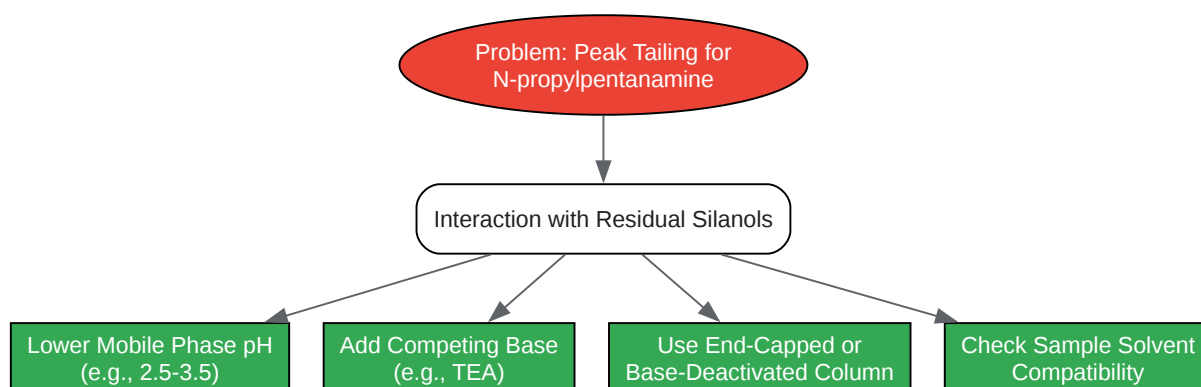 Problem: Peak Tailing for
N-propylpentanamine
Interaction with Residual Silanols
Lower Mobile Phase pH
(e.g., 2.5-3.5)
Add Competing Base
(e.g., TEA)
Use End-Capped or
Base-Deactivated Column
Check Sample Solvent
Compatibility